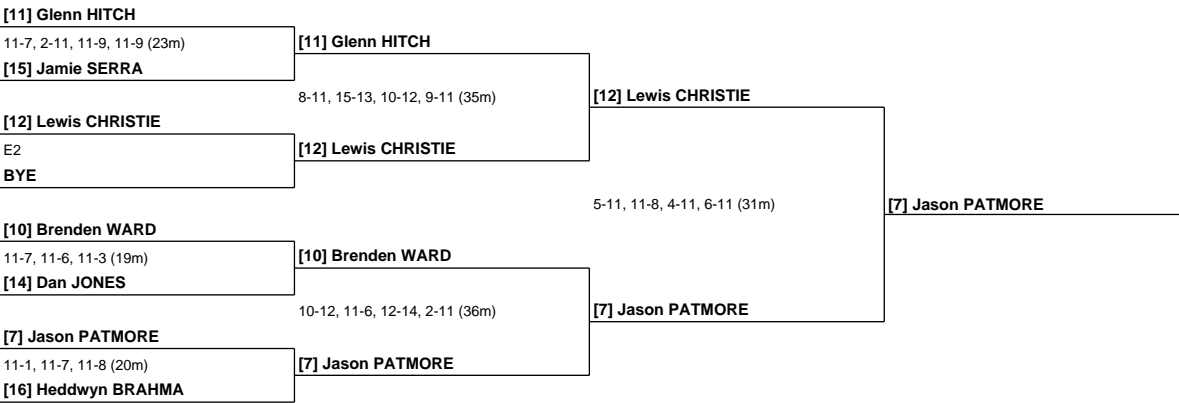 [11] Glenn HITCH
11-7, 2-11, 11-9, 11-9 (23m)
[15] Jamie SERRA
[12] Lewis CHRISTIE
E2
BYE
[10] Brenden WARD
11-7, 11-6, 11-3 (19m)
[14] Dan JONES
[7] Jason PATMORE
11-1, 11-7, 11-8 (20m)
[16] Heddwyn BRAHMA
[11] Glenn HITCH
8-11, 15-13, 10-12, 9-11 (35m)
[12] Lewis CHRISTIE
[10] Brenden WARD
10-12, 11-6, 12-14, 2-11 (36m)
[7] Jason PATMORE
[12] Lewis CHRISTIE
5-11, 11-8, 4-11, 6-11 (31m)
[7] Jason PATMORE
[7] Jason PATMORE